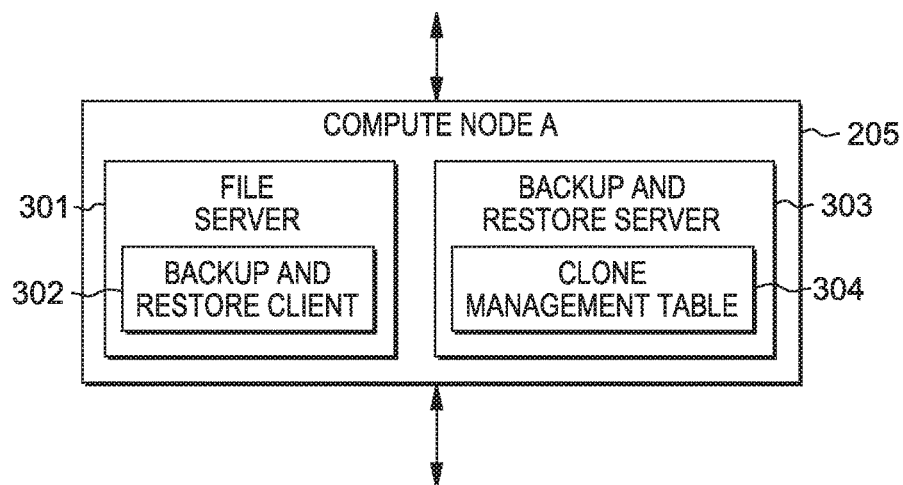 COMPUTE NODE A
205
301
FILE
SERVER
BACKUP AND
RESTORE SERVER
303
302
BACKUP AND
RESTORE CLIENT
CLONE
MANAGEMENT TABLE
304